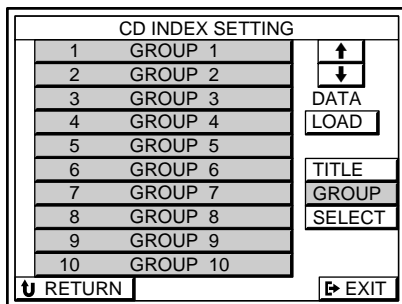 CD INDEX SETTING
1 GROUP 1
2 GROUP 2
3 GROUP 3
4 GROUP 4
5 GROUP 5
6 GROUP 6
7 GROUP 7
8 GROUP 8
9 GROUP 9
10 GROUP 10
DATA
LOAD
TITLE
GROUP
SELECT
RETURN
EXIT